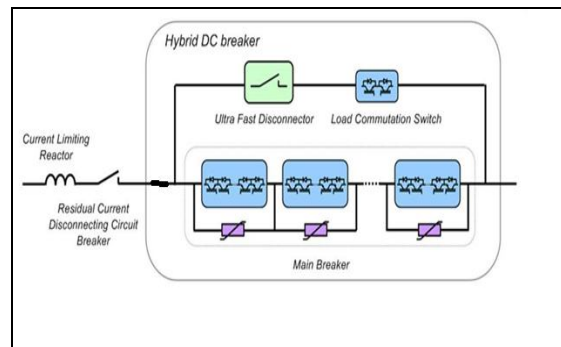 Hybrid DC breaker
Ultra Fast Disconnector
Load Commutation Switch
Current Limiting
Reactor
Residual Current
Disconnecting Circuit
Breaker
Main Breaker